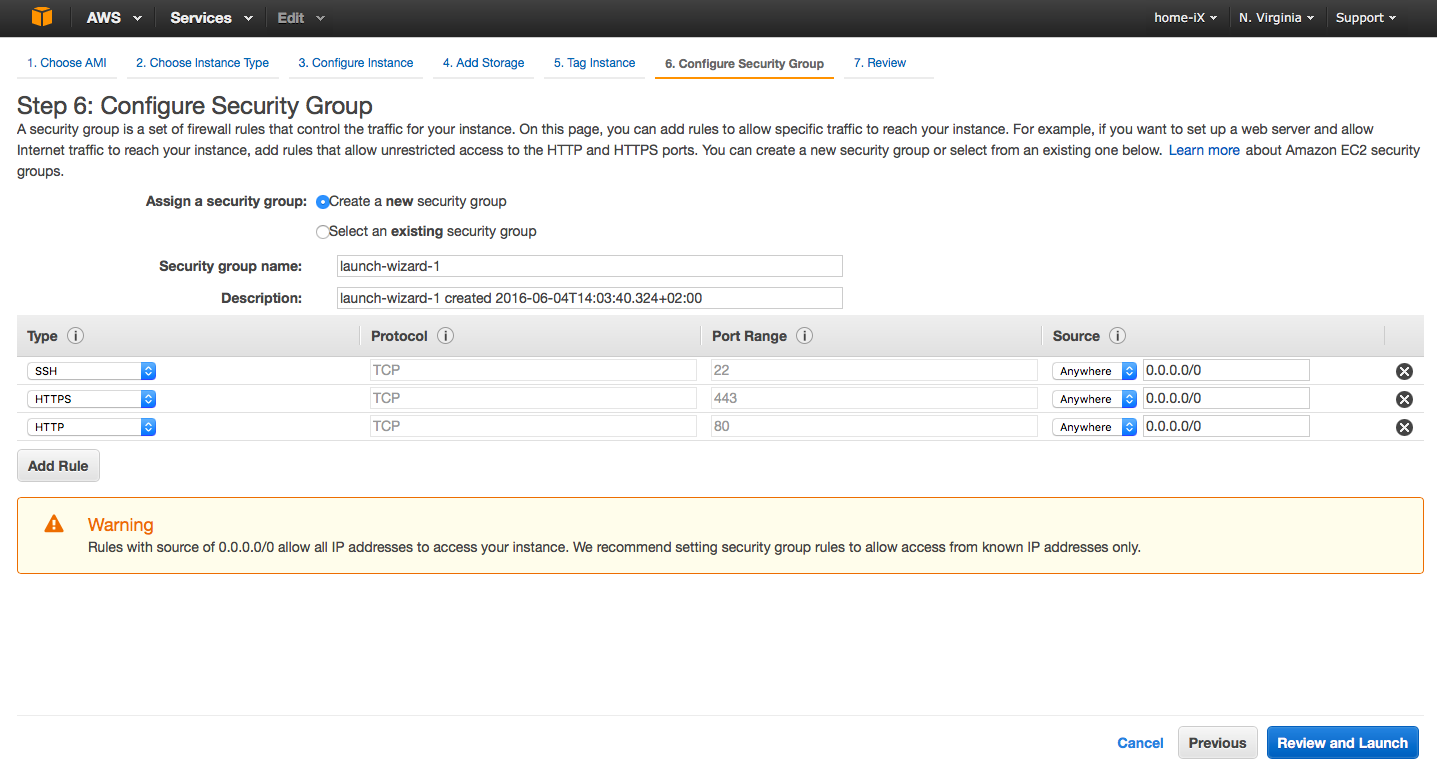 AWS Services Edit home-iX N. Virginia Support
1. Choose AMI 2. Choose Instance Type 3. Configure Instance 4. Add Storage 5. Tag Instance 6. Configure Security Group 7. Review
Step 6: Configure Security Group
A security group is a set of firewall rules that control the traffic for your instance. On this page, you can add rules to allow specific traffic to reach your instance. For example, if you want to set up a web server and allow
Internet traffic to reach your instance, add rules that allow unrestricted access to the HTTP and HTTPS ports. You can create a new security group or select from an existing one below. Learn more about Amazon EC2 security
groups.
Assign a security group: Create a new security group
Select an existing security group
Security group name: launch-wizard-1
Description: launch-wizard-1 created 2016-06-04T14:03:40.324+02:00
Type i Protocol i Port Range i Source i
SSH TCP 22 Anywhere 0.0.0.0/0
HTTPS TCP 443 Anywhere 0.0.0.0/0
HTTP TCP 80 Anywhere 0.0.0.0/0
Add Rule
Warning
Rules with source of 0.0.0.0/0 allow all IP addresses to access your instance. We recommend setting security group rules to allow access from known IP addresses only.
Cancel Previous Review and Launch